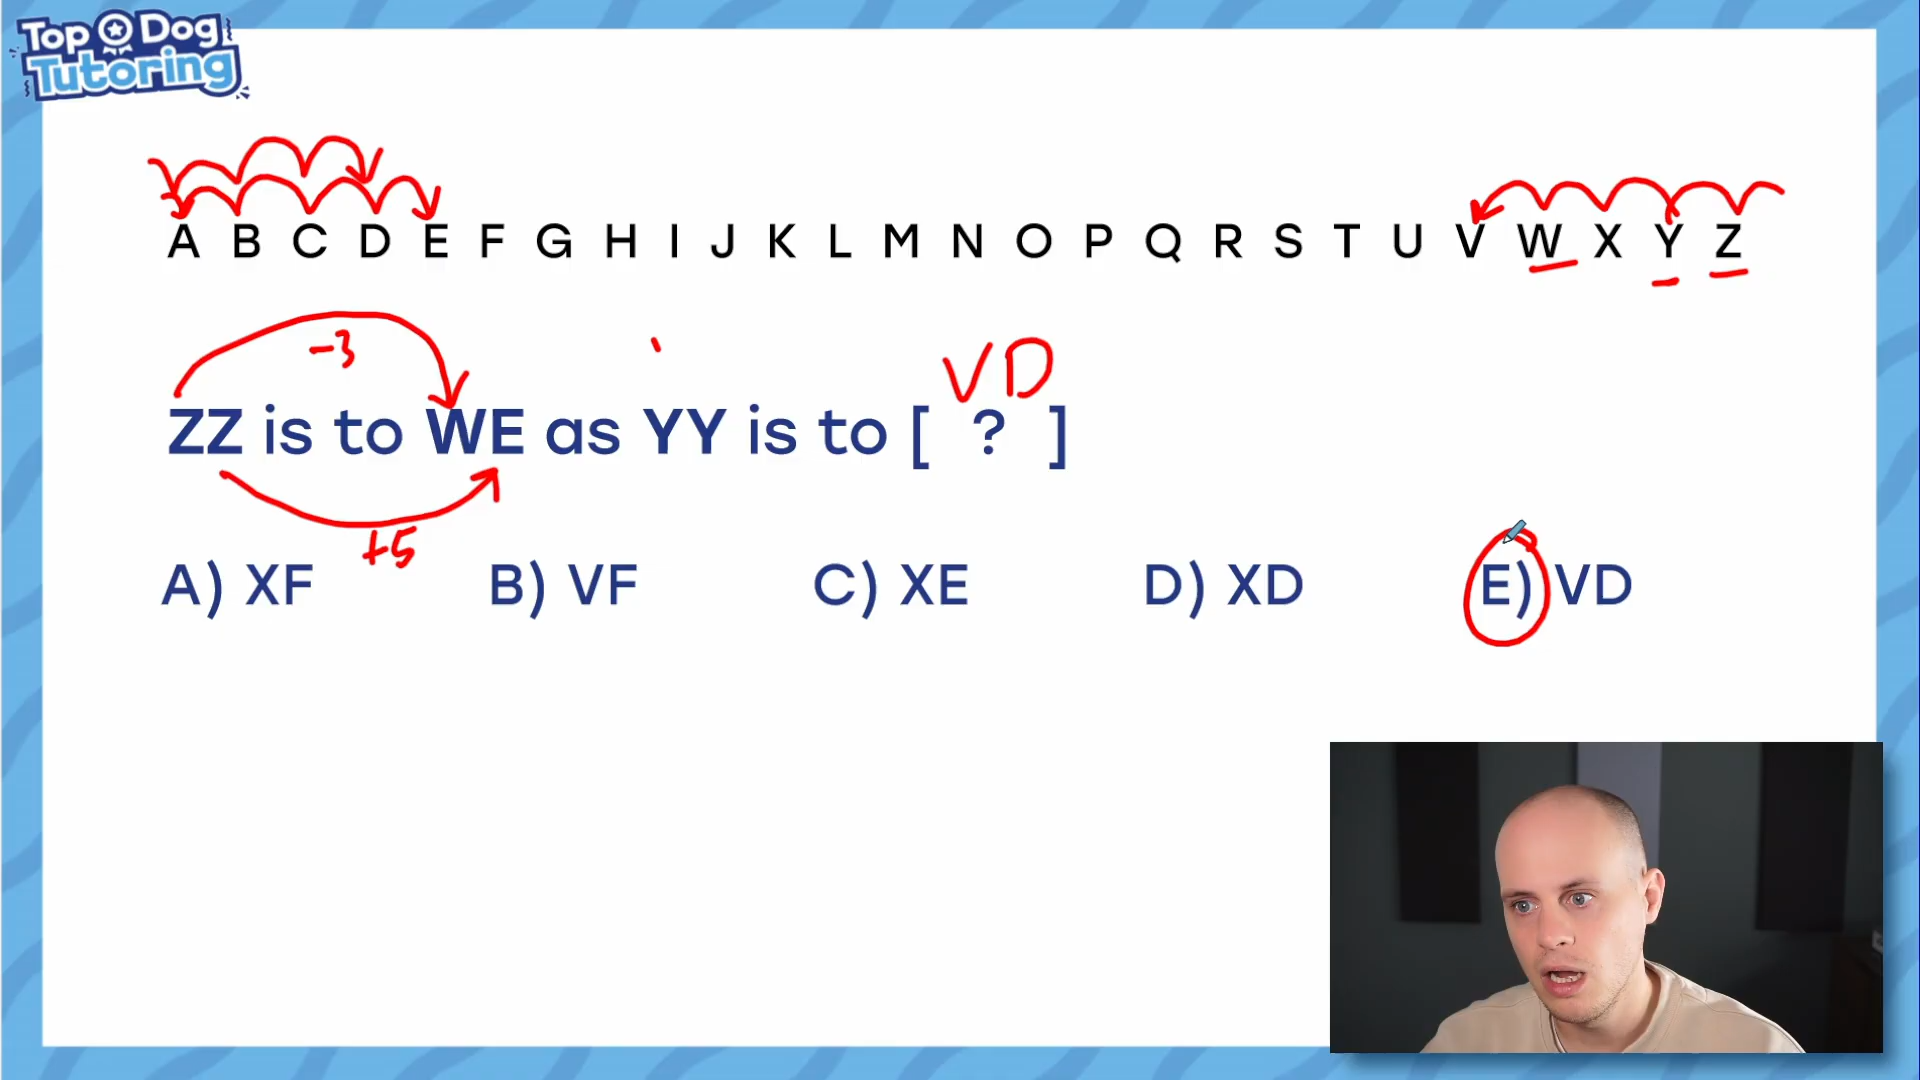 Top Dog
Tutoring
A B C D E F G H I J K L M N O P Q R S T U V W X Y Z
-3
VD
ZZ is to WE as YY is to [ ? ]
+5
A) XF B) VF C) XE D) XD E) VD